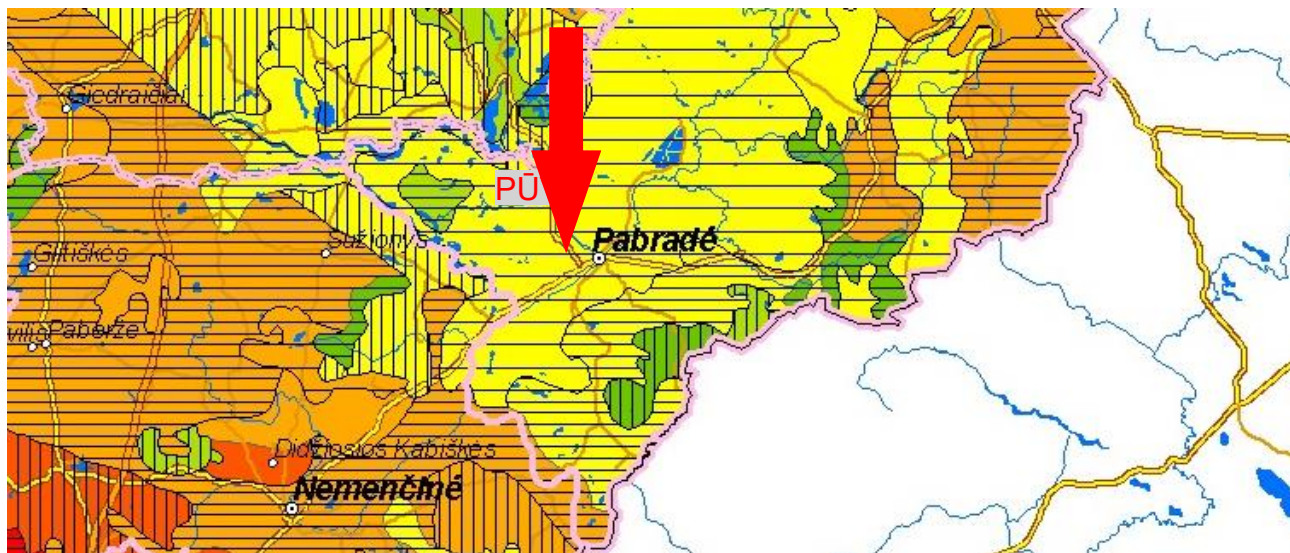 Giedraičiai
PŪ
Pabradė
Glitiškės
Sužionys
Paberžė
Didžiosios Kabiškės
Nemenčinė